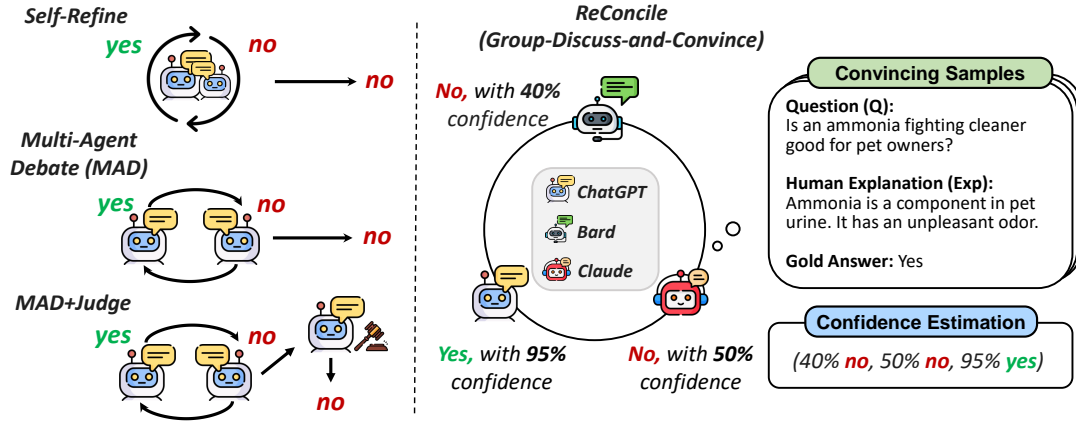 Self-Refine
yes
no
no
Multi-Agent
Debate (MAD)
yes
no
no
MAD+Judge
yes
no
no
ReConcile
(Group-Discuss-and-Convince)
No, with 40%
confidence
ChatGPT
Bard
Claude
Yes, with 95%
confidence
No, with 50%
confidence
Convincing Samples
Question (Q):
Is an ammonia fighting cleaner
good for pet owners?
Human Explanation (Exp):
Ammonia is a component in pet
urine. It has an unpleasant odor.
Gold Answer: Yes
Confidence Estimation
(40% no, 50% no, 95% yes)